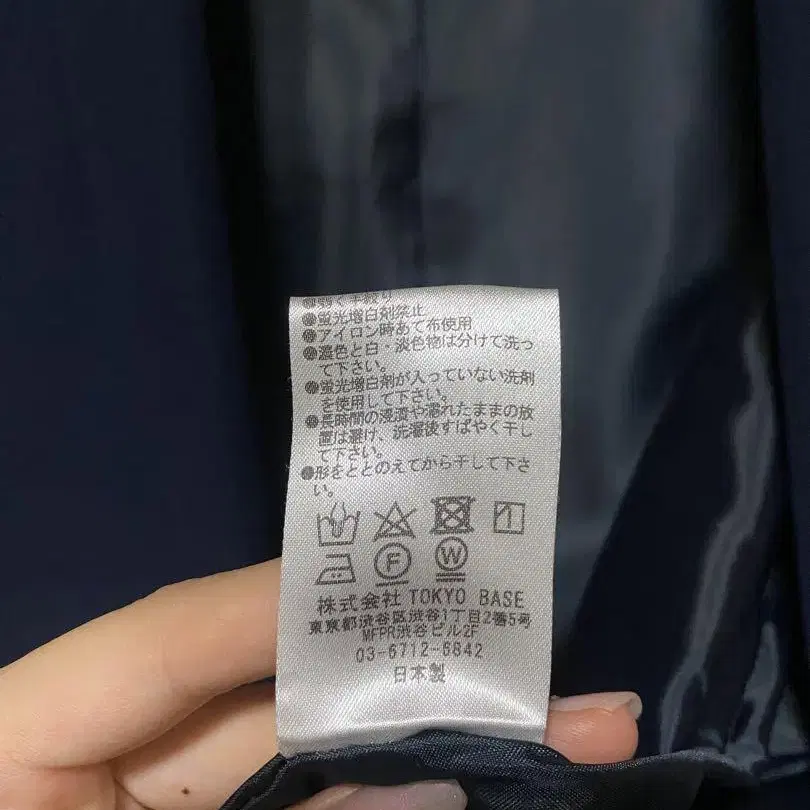 ●弱く手絞り
●蛍光増白剤禁止
●アイロン時あて布使用
●濃色と白・淡色物は分けて洗っ
て下さい。
●蛍光増白剤が入っていない洗剤
を使用して下さい。
●長時間の浸漬や濡れたままの放
置は避け、洗濯後すばやく干し
て下さい。
●形をととのえてから干して下さ
い。
F W
株式会社 TOKYO BASE
東京都渋谷区渋谷1丁目2番5号
MFPR渋谷ビル2F
03-6712-6842
日本製